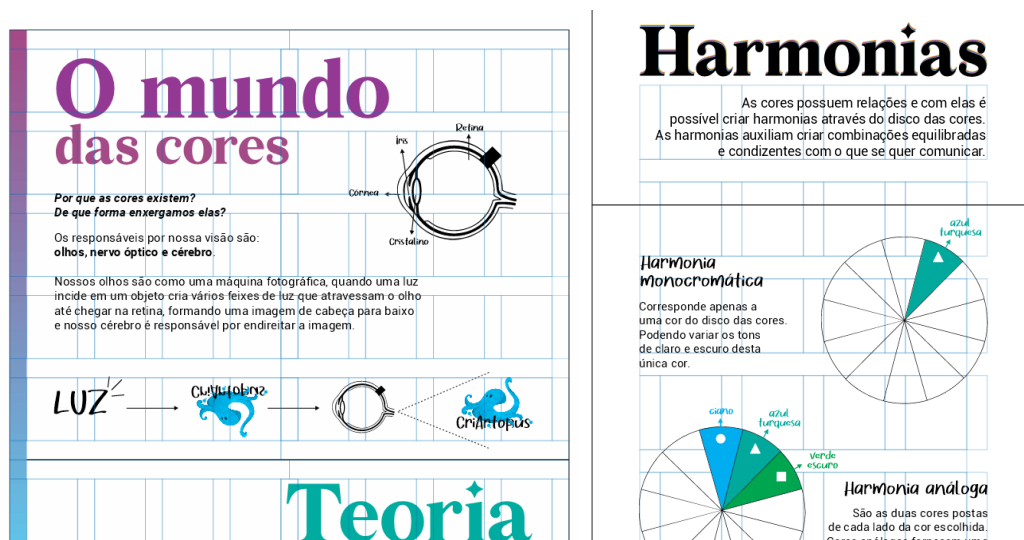 O mundo
das cores
Retina
Íris
Córnea
Cristalino
Por que as cores existem?
De que forma enxergamos elas?
Os responsáveis por nossa visão são:
olhos, nervo óptico e cérebro.
Nossos olhos são como uma máquina fotográfica, quando uma luz
incide em um objeto cria vários feixes de luz que atravessam o olho
até chegar na retina, formando uma imagem de cabeça para baixo
e nosso cérebro é responsável por endireitar a imagem.
LUZ
CriAntopus
CriAntopus
Teoria
Harmonias
As cores possuem relações e com elas é
possível criar harmonias através do disco das cores.
As harmonias auxiliam criar combinações equilibradas
e condizentes com o que se quer comunicar.
azul
turquesa
Harmonia
monocromática
Corresponde apenas a
uma cor do disco das cores.
Podendo variar os tons
de claro e escuro desta
única cor.
ciano
azul
turquesa
verde
escuro
Harmonia análoga
São as duas cores postas
de cada lado da cor escolhida.